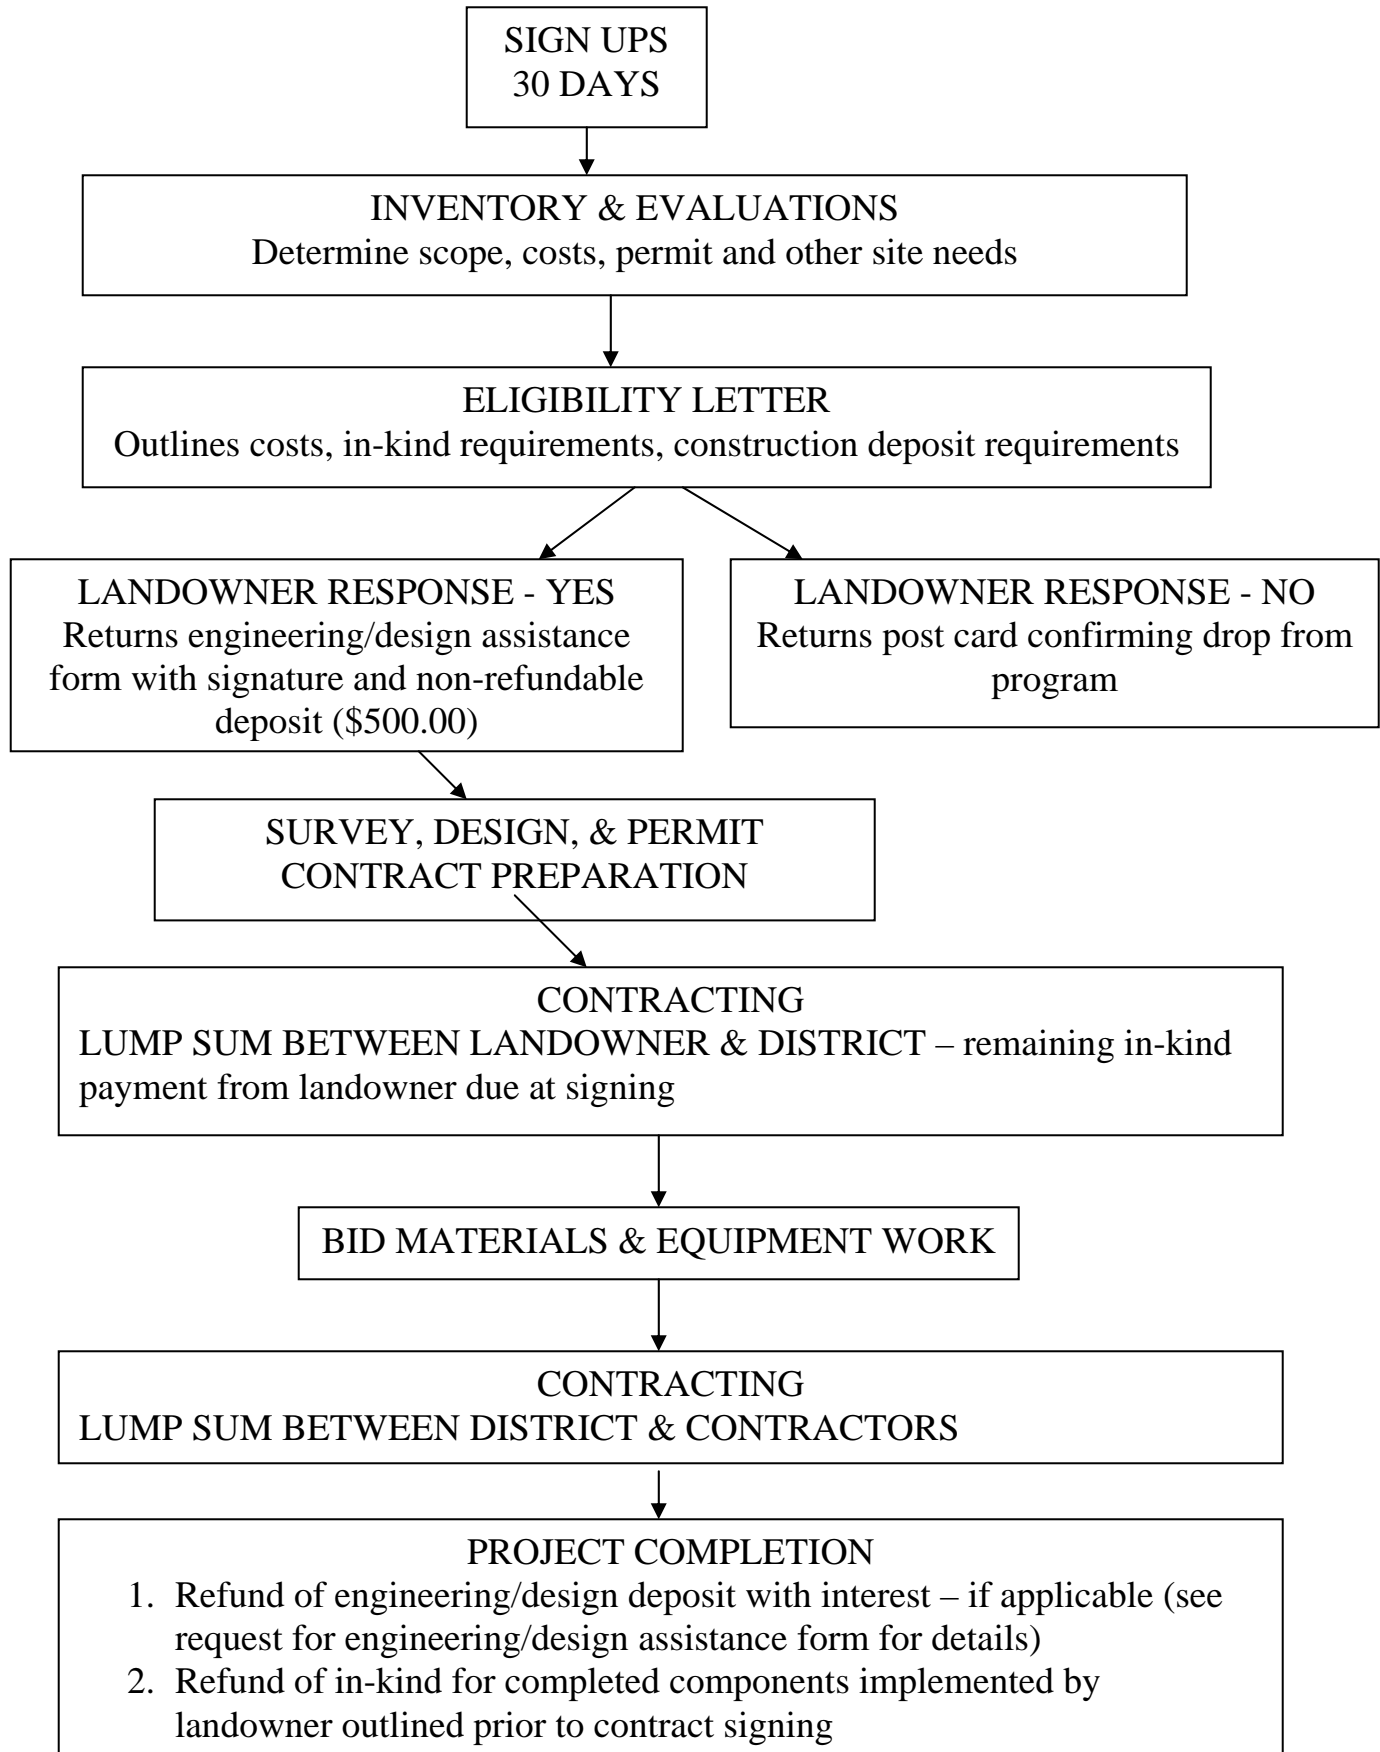 SIGN UPS
30 DAYS
INVENTORY & EVALUATIONS
Determine scope, costs, permit and other site needs
ELIGIBILITY LETTER
Outlines costs, in-kind requirements, construction deposit requirements
LANDOWNER RESPONSE - YES
Returns engineering/design assistance
form with signature and non-refundable
deposit ($500.00)
LANDOWNER RESPONSE - NO
Returns post card confirming drop from
program
SURVEY, DESIGN, & PERMIT
CONTRACT PREPARATION
CONTRACTING
LUMP SUM BETWEEN LANDOWNER & DISTRICT – remaining in-kind
payment from landowner due at signing
BID MATERIALS & EQUIPMENT WORK
CONTRACTING
LUMP SUM BETWEEN DISTRICT & CONTRACTORS
PROJECT COMPLETION
1. Refund of engineering/design deposit with interest – if applicable (see
request for engineering/design assistance form for details)
2. Refund of in-kind for completed components implemented by
landowner outlined prior to contract signing